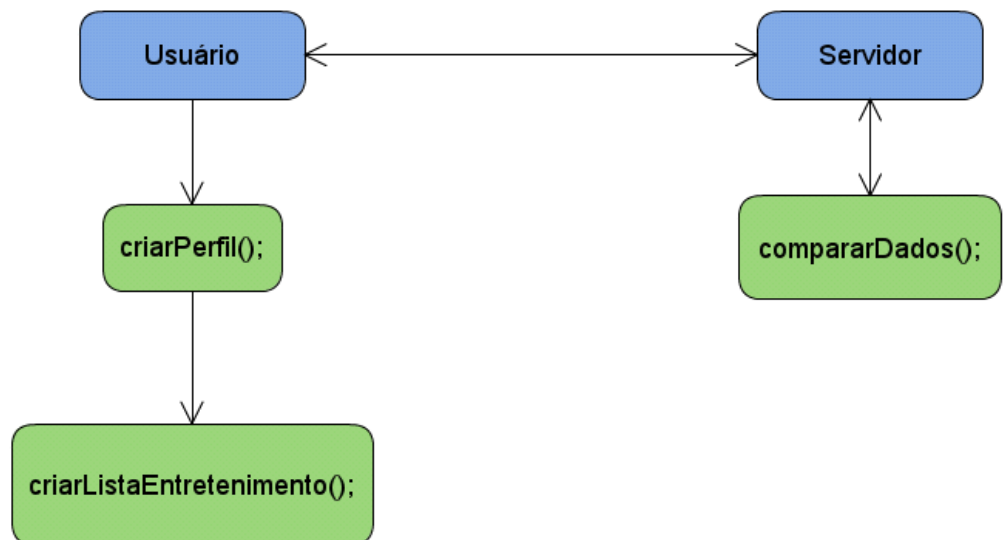 Usuário
Servidor
criarPerfil();
compararDados();
criarListaEntretenimento();